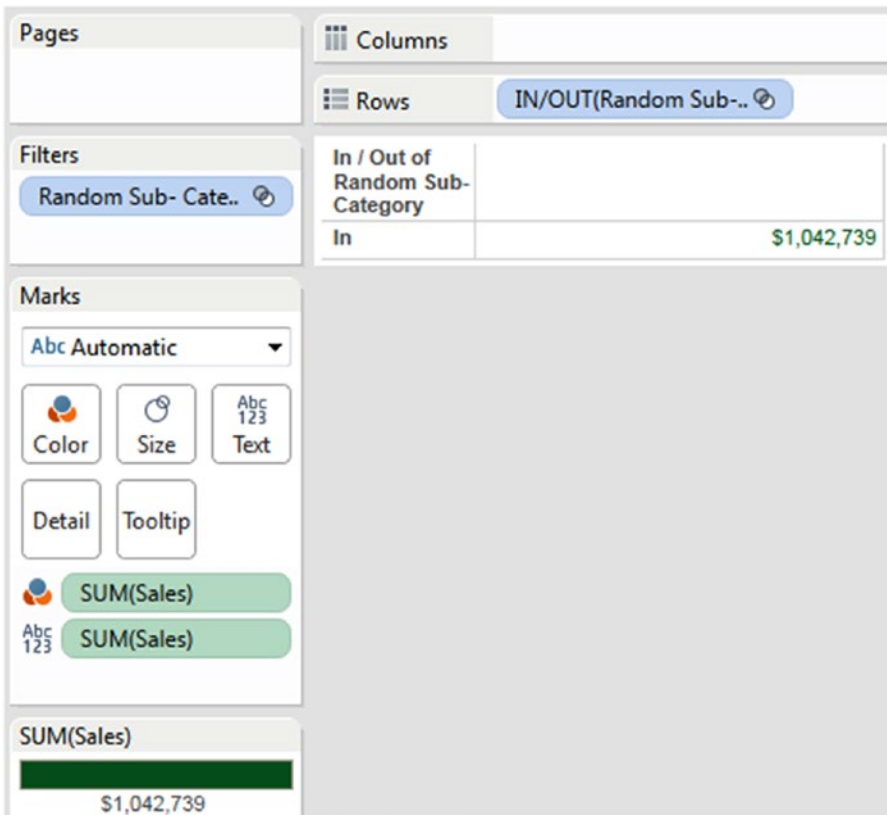 Pages
Columns
Rows
IN/OUT(Random Sub-..
Filters
Random Sub- Cate..
In / Out of
Random Sub-
Category
In
$1,042,739
Marks
Abc Automatic
Color
Size
Abc
123
Text
Detail
Tooltip
SUM(Sales)
Abc
123
SUM(Sales)
SUM(Sales)
$1,042,739